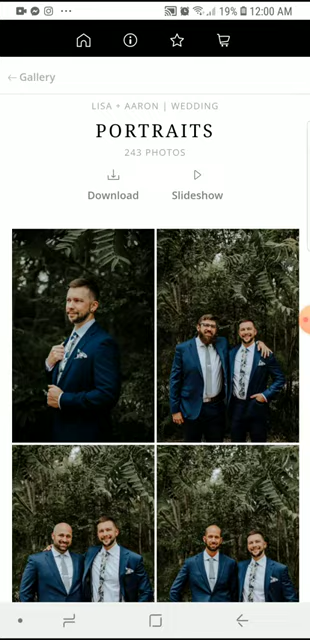 19% 12:00 AM
← Gallery
LISA + AARON | WEDDING
PORTRAITS
243 PHOTOS
Download
Slideshow